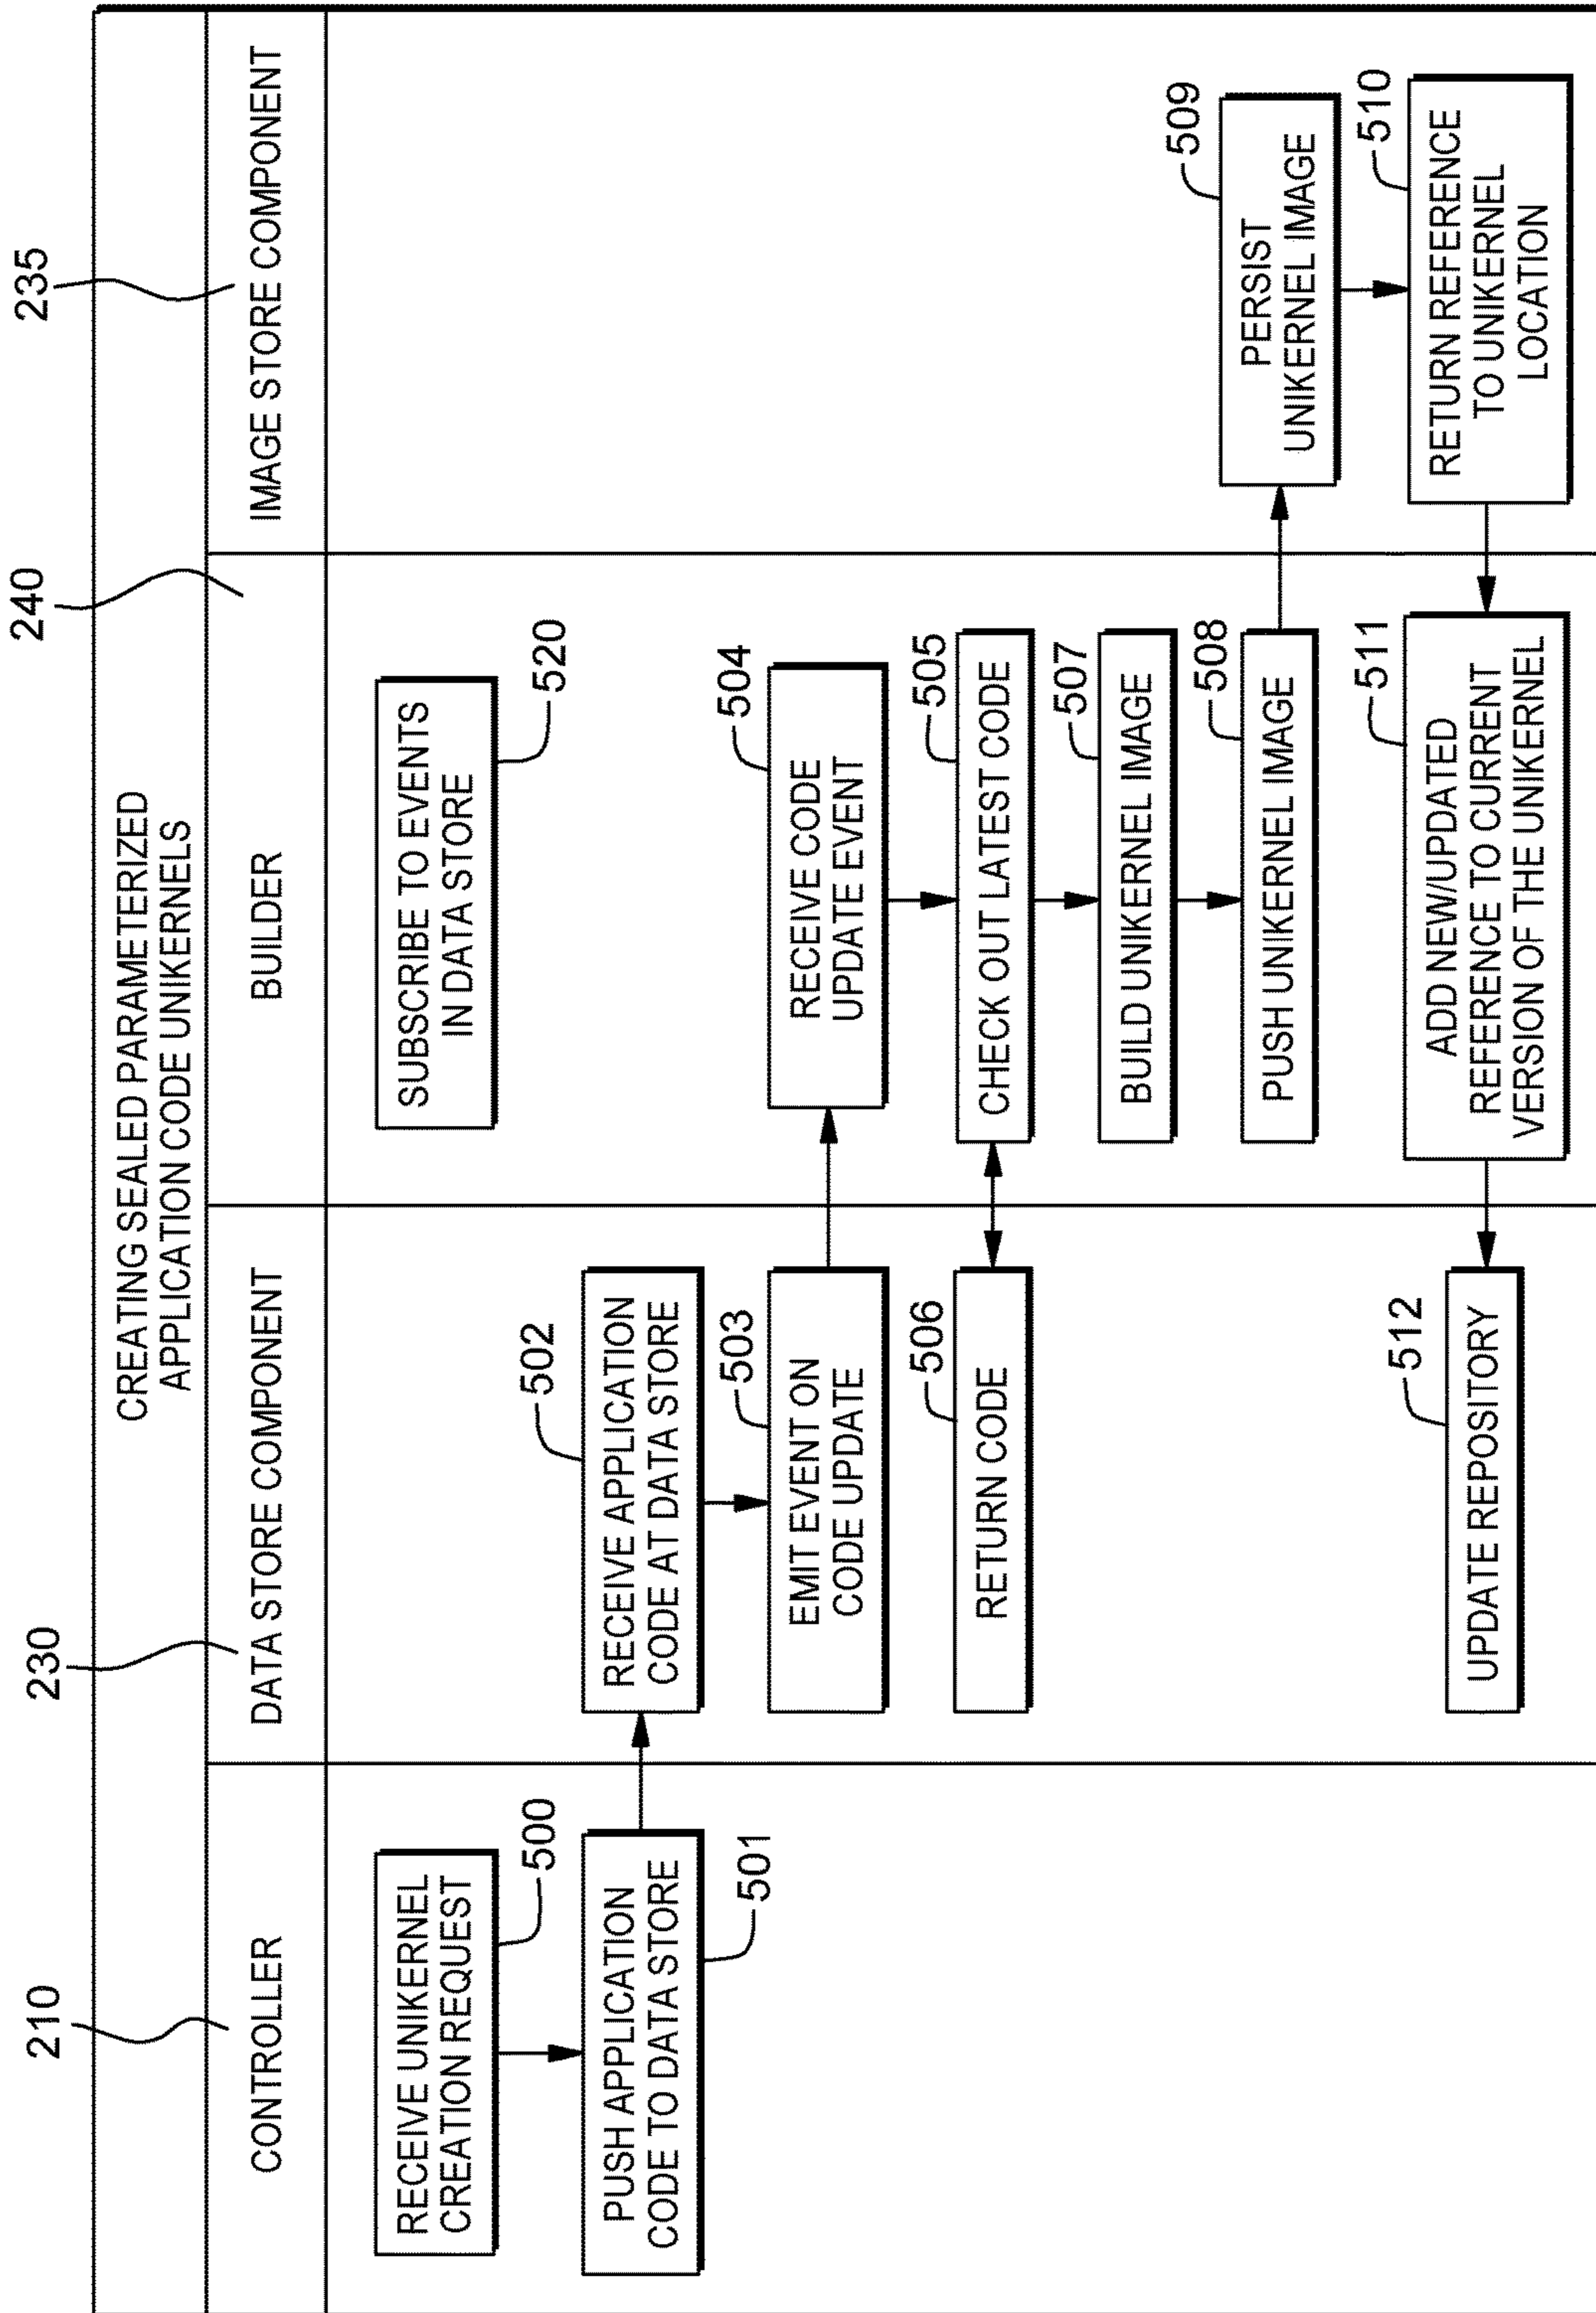 CREATING SEALED PARAMETERIZED
APPLICATION CODE UNIKERNELS
210
230
240
235
CONTROLLER
DATA STORE COMPONENT
BUILDER
IMAGE STORE COMPONENT
RECEIVE UNIKERNEL
CREATION REQUEST
500
PUSH APPLICATION
CODE TO DATA STORE
501
RECEIVE APPLICATION
CODE AT DATA STORE
502
EMIT EVENT ON
CODE UPDATE
503
SUBSCRIBE TO EVENTS
IN DATA STORE
520
RECEIVE CODE
UPDATE EVENT
504
CHECK OUT LATEST CODE
505
RETURN CODE
506
BUILD UNIKERNEL IMAGE
507
PUSH UNIKERNEL IMAGE
508
PERSIST
UNIKERNEL IMAGE
509
RETURN REFERENCE
TO UNIKERNEL
LOCATION
510
ADD NEW/UPDATED
REFERENCE TO CURRENT
VERSION OF THE UNIKERNEL
511
UPDATE REPOSITORY
512